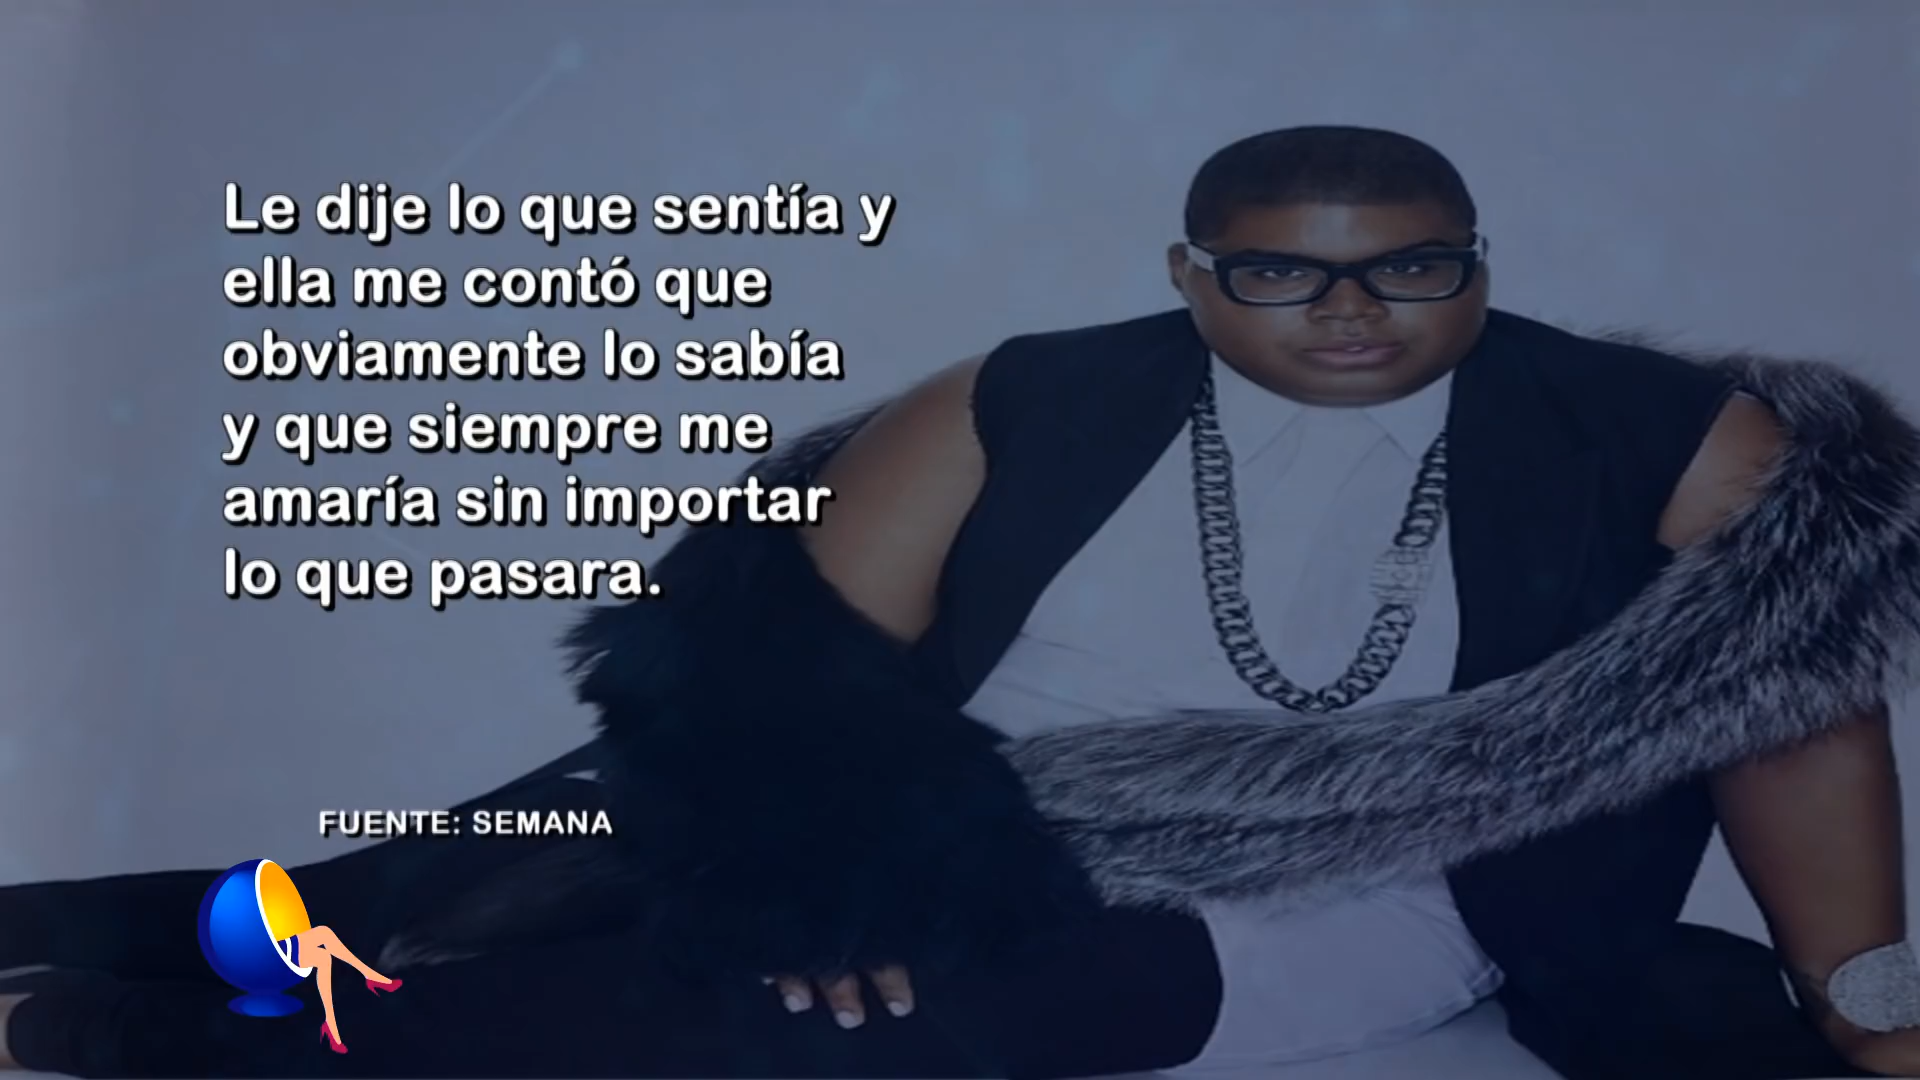 Le dije lo que sentía y
ella me contó que
obviamente lo sabía
y que siempre me
amaría sin importar
lo que pasara.
FUENTE: SEMANA